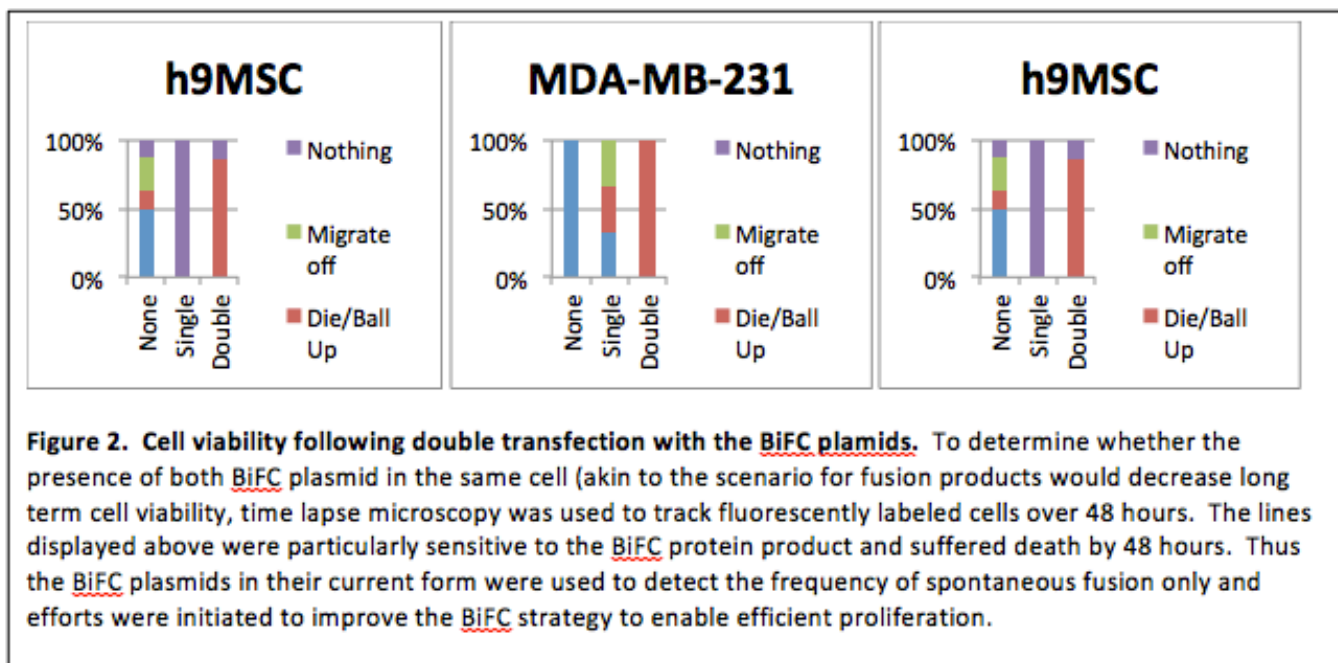 h9MSC
100%
50%
0%
None
Single
Double
Nothing
Migrate
off
Die/Ball
Up
MDA-MB-231
100%
50%
0%
None
Single
Double
Nothing
Migrate
off
Die/Ball
Up
h9MSC
100%
50%
0%
None
Single
Double
Nothing
Migrate
off
Die/Ball
Up
Figure 2. Cell viability following double transfection with the BiFC plamids. To determine whether the
presence of both BiFC plasmid in the same cell (akin to the scenario for fusion products would decrease long
term cell viability, time lapse microscopy was used to track fluorescently labeled cells over 48 hours. The lines
displayed above were particularly sensitive to the BiFC protein product and suffered death by 48 hours. Thus
the BiFC plasmids in their current form were used to detect the frequency of spontaneous fusion only and
efforts were initiated to improve the BiFC strategy to enable efficient proliferation.